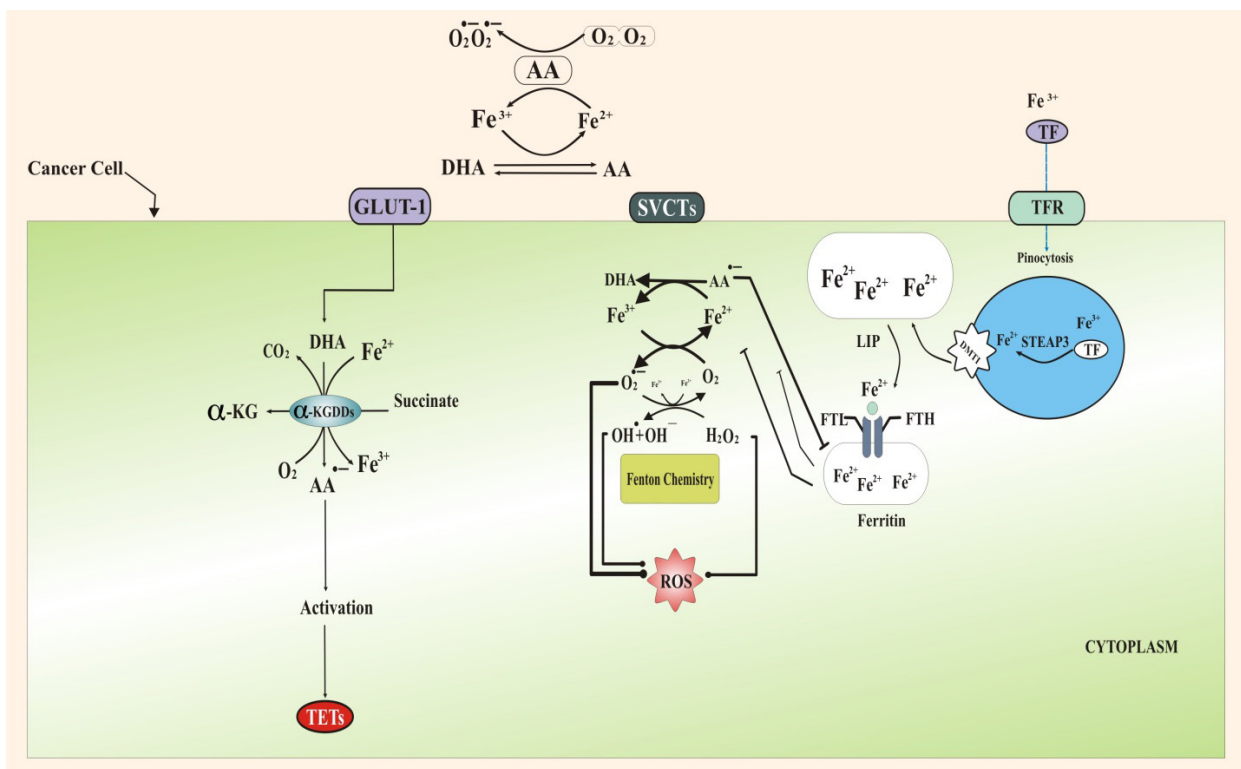 O₂•− O₂•−
O₂ O₂
AA
Fe³⁺
Fe²⁺
DHA
AA
Cancer Cell
GLUT-1
SVCTs
Fe³⁺
TF
TFR
Pinocytosis
DHA
Fe²⁺
CO₂
α-KG
α-KGDDs
Succinate
O₂
AA•−
Fe³⁺
Activation
TETs
DHA
AA•−
Fe³⁺
Fe²⁺
O₂•−
O₂
OH•+OH−
H₂O₂
Fenton Chemistry
ROS
Fe²⁺ Fe²⁺ Fe²⁺
LIP
Fe²⁺
FTL
FTH
Fe²⁺ Fe²⁺ Fe²⁺
Ferritin
DMT1
Fe²⁺
STEAP3
Fe³⁺
TF
CYTOPLASM